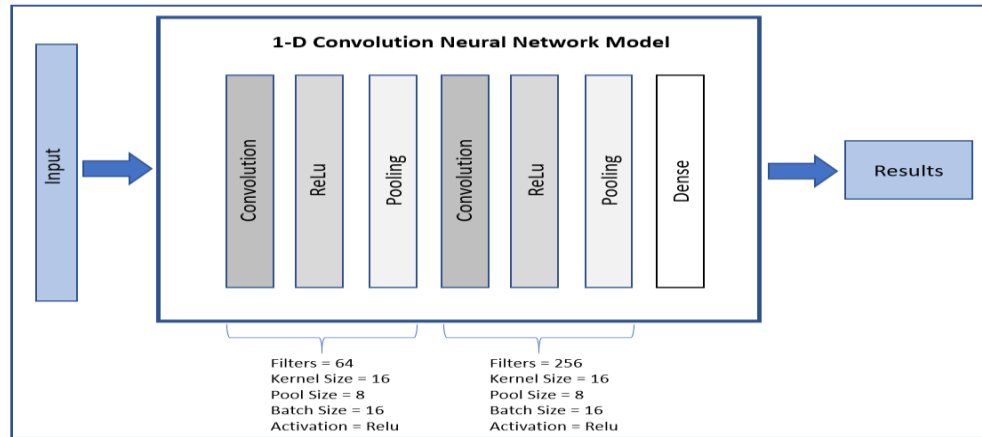 1-D Convolution Neural Network Model
Input
Convolution
ReLu
Pooling
Convolution
ReLu
Pooling
Dense
Results
Filters = 64
Kernel Size = 16
Pool Size = 8
Batch Size = 16
Activation = Relu
Filters = 256
Kernel Size = 16
Pool Size = 8
Batch Size = 16
Activation = Relu